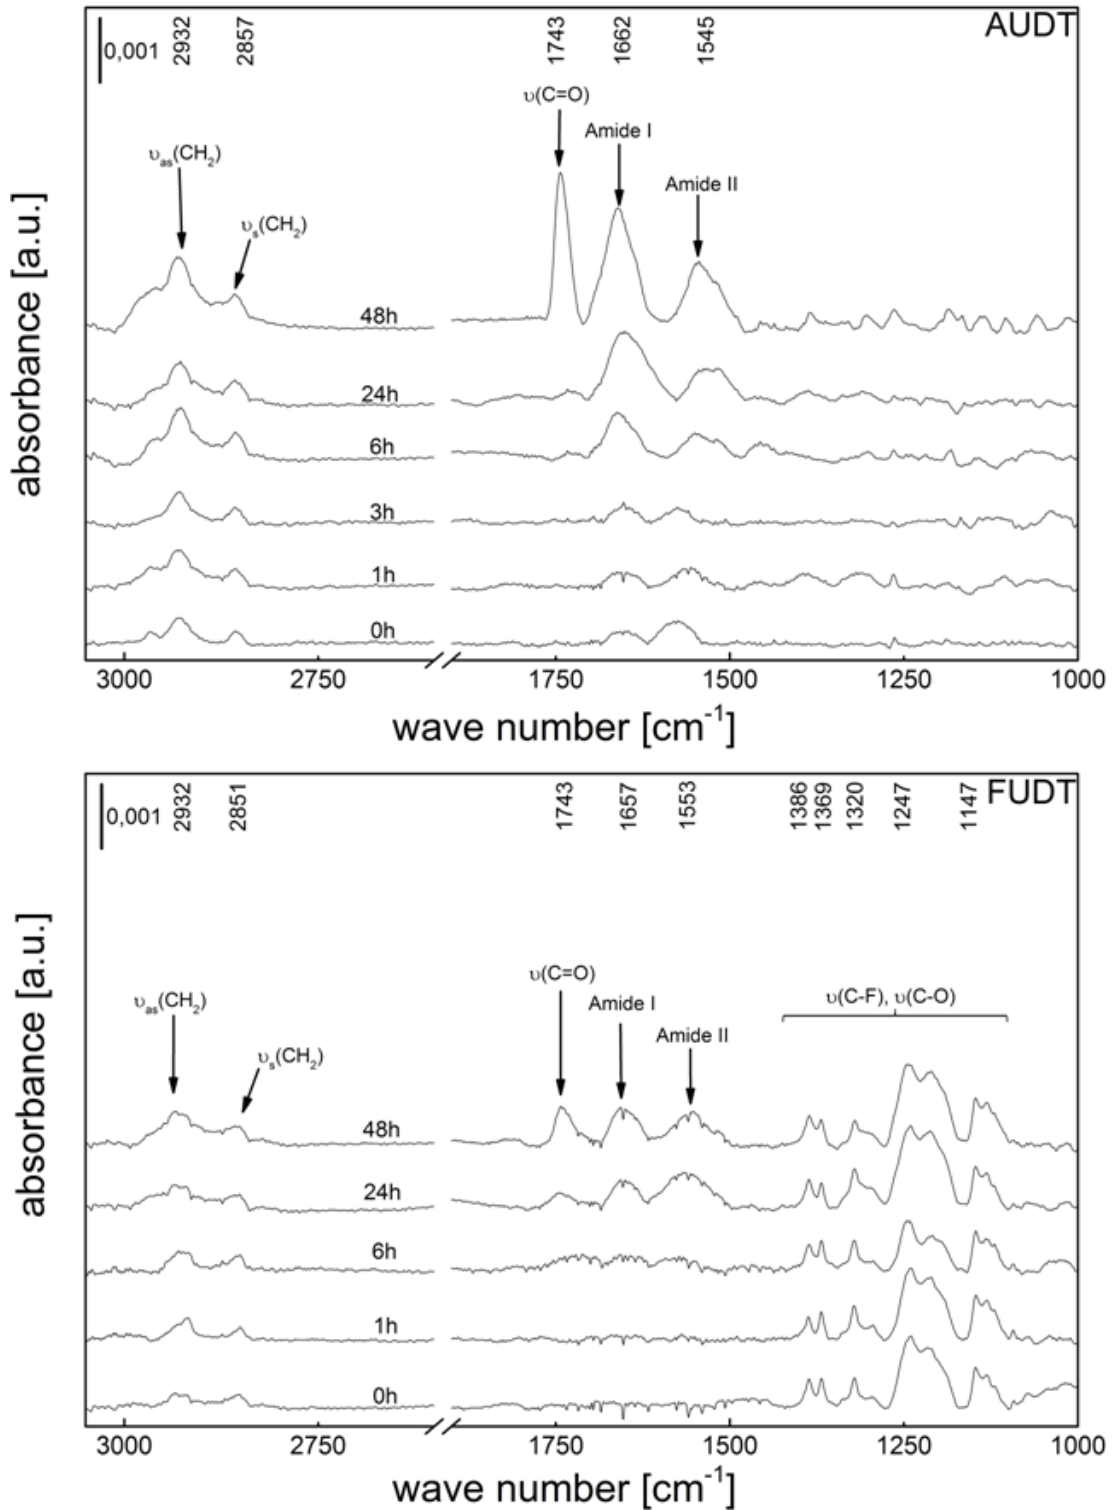 AUDT
0,001
2932
2857
1743
1662
1545
υ(C=O)
Amide I
υas(CH2)
Amide II
υs(CH2)
48h
24h
6h
3h
1h
0h
absorbance [a.u.]
3000 2750 1750 1500 1250 1000
wave number [cm-1]
FUDT
0,001
2932
2851
1743
1657
1553
1386
1369
1320
1247
1147
υ(C=O)
υas(CH2)
Amide I
υ(C-F), υ(C-O)
Amide II
υs(CH2)
48h
24h
6h
1h
0h
absorbance [a.u.]
3000 2750 1750 1500 1250 1000
wave number [cm-1]